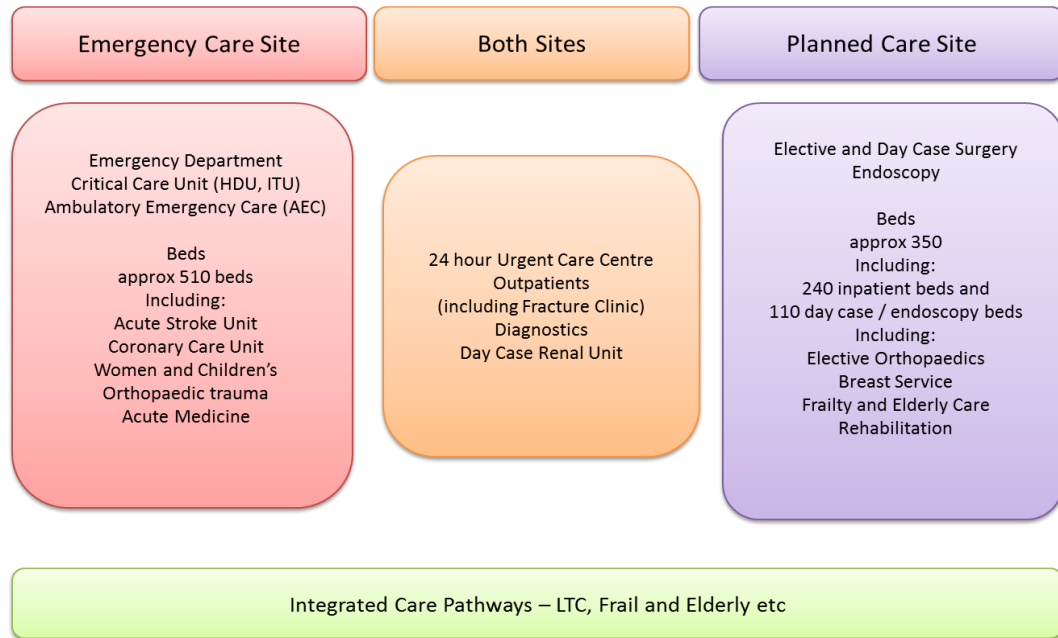 Emergency Care Site
Both Sites
Planned Care Site
Emergency Department
Critical Care Unit (HDU, ITU)
Ambulatory Emergency Care (AEC)
Beds
approx 510 beds
Including:
Acute Stroke Unit
Coronary Care Unit
Women and Children’s
Orthopaedic trauma
Acute Medicine
24 hour Urgent Care Centre
Outpatients
(including Fracture Clinic)
Diagnostics
Day Case Renal Unit
Elective and Day Case Surgery
Endoscopy
Beds
approx 350
Including:
240 inpatient beds and
110 day case / endoscopy beds
Including:
Elective Orthopaedics
Breast Service
Frailty and Elderly Care
Rehabilitation
Integrated Care Pathways – LTC, Frail and Elderly etc